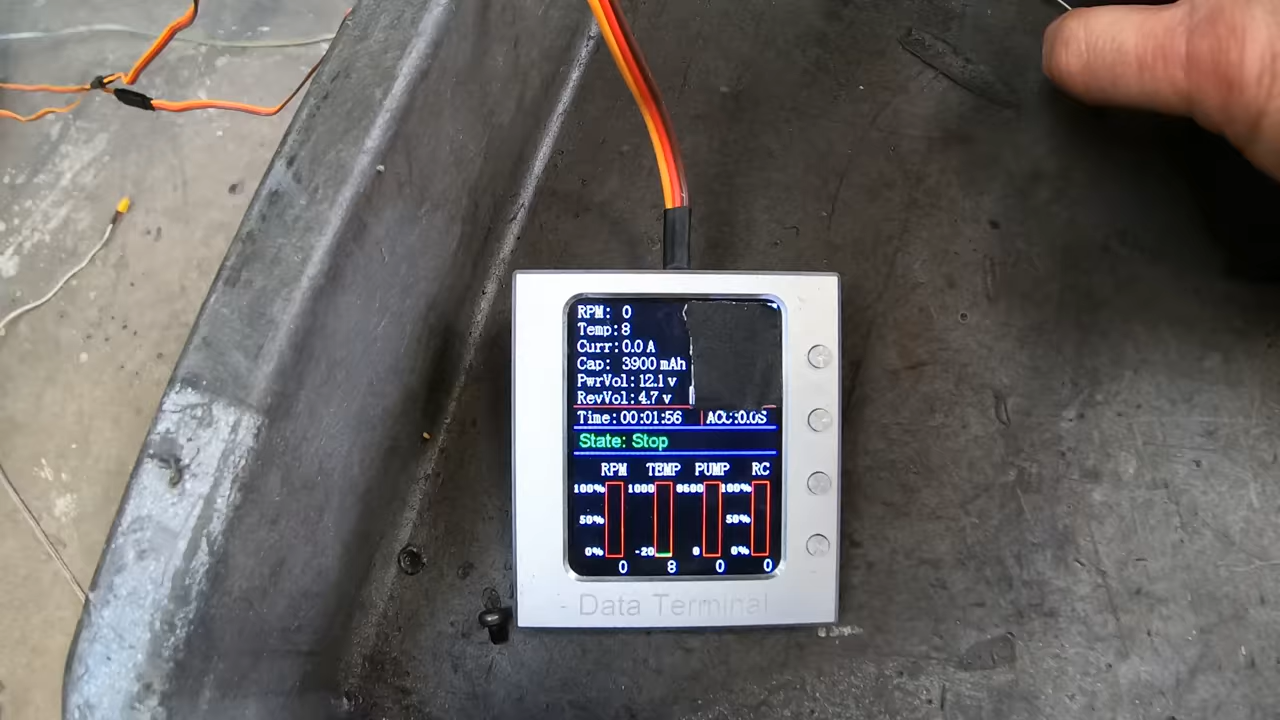 RPM: 0
Temp:8
Curr:0.0 A
Cap: 3900 mAh
PwrVol:12.1 v
RevVol:4.7 v
Time:00:01:56 ACC:0.0S
State: Stop
RPM TEMP PUMP RC
100% 1000 8600 100%
50% 50%
0% -20 0 0%
0 8 0 0
Data Terminal